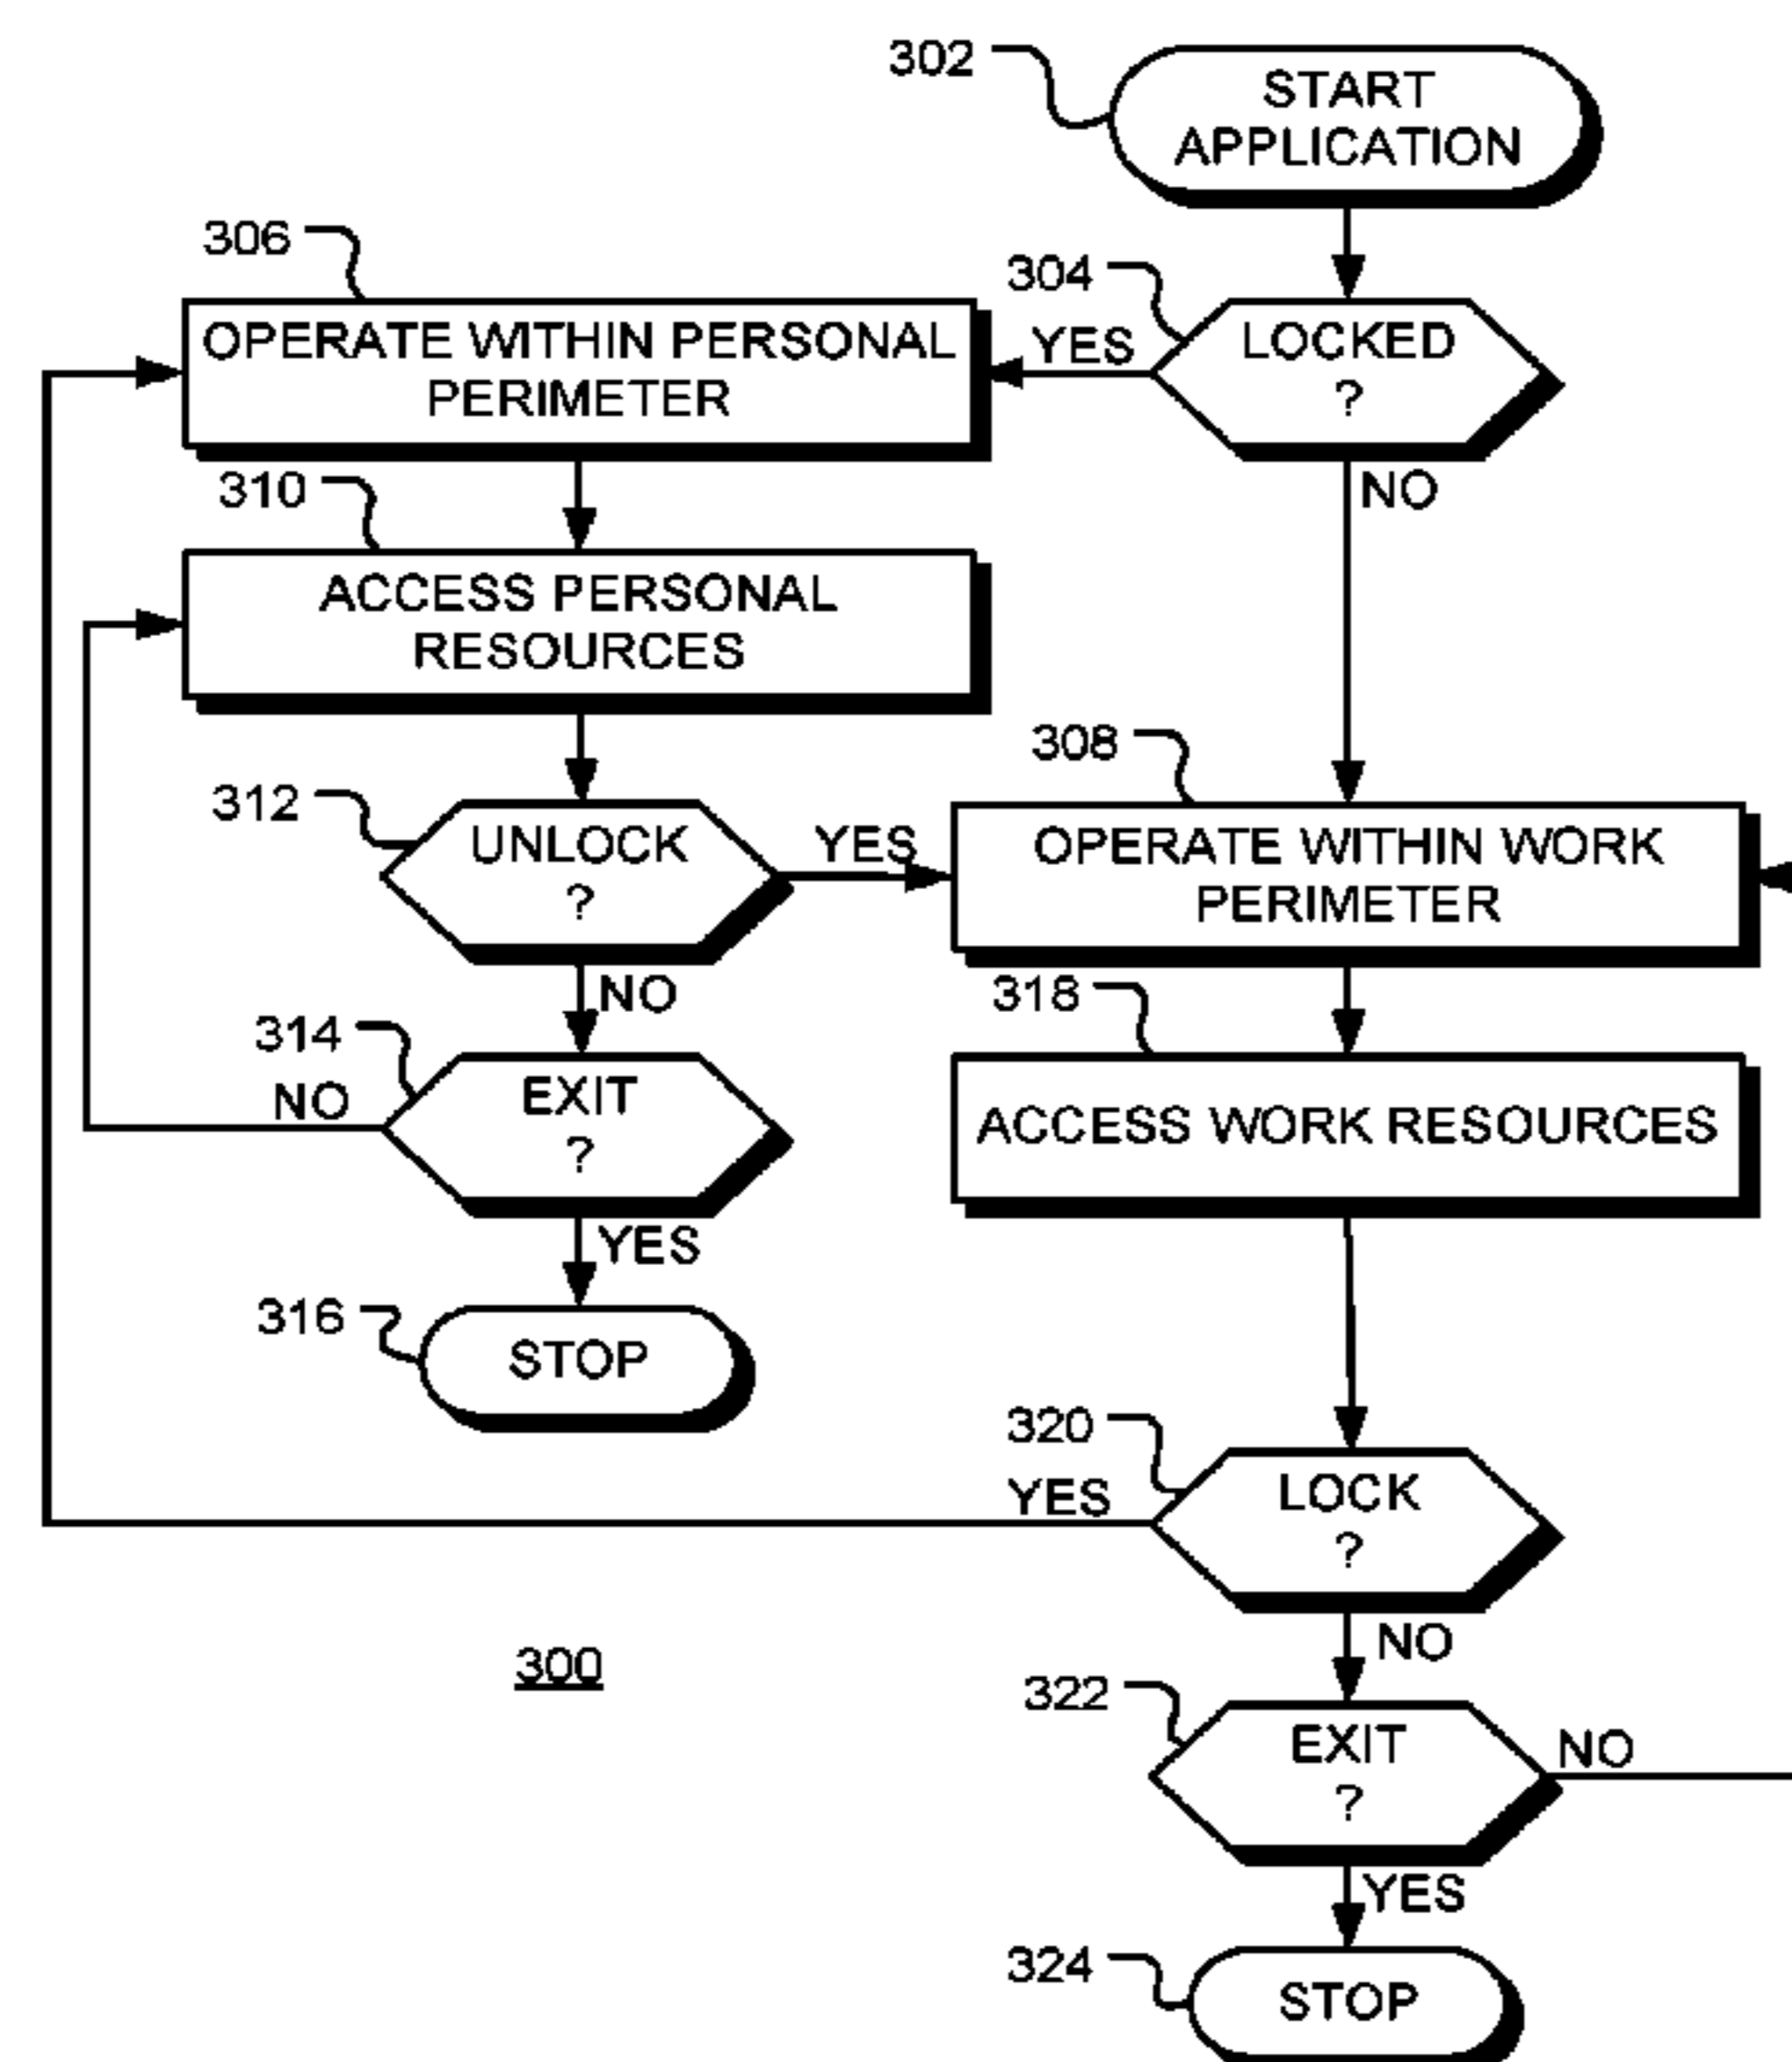 302
START
APPLICATION
306
304
OPERATE WITHIN PERSONAL
PERIMETER
YES
LOCKED
?
310
NO
ACCESS PERSONAL
RESOURCES
308
312
UNLOCK
?
YES
OPERATE WITHIN WORK
PERIMETER
NO
318
314
NO
EXIT
?
ACCESS WORK RESOURCES
YES
316
STOP
320
YES
LOCK
?
300
NO
322
EXIT
?
NO
YES
324
STOP